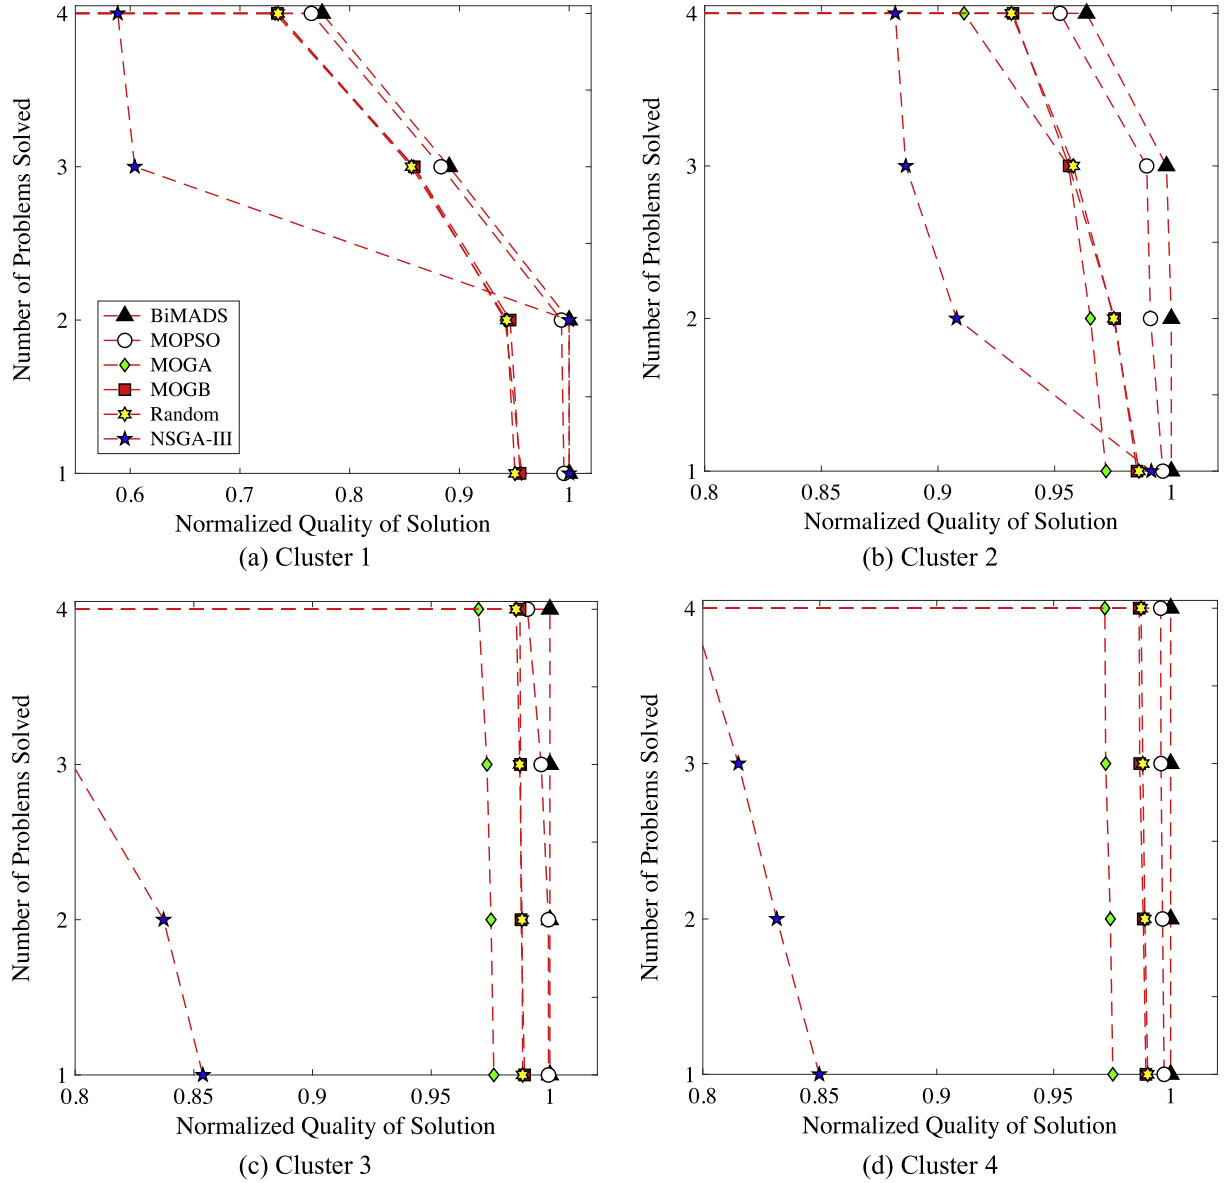 4
3
2
1
Number of Problems Solved
BiMADS
MOPSO
MOGA
MOGB
Random
NSGA-III
0.6 0.7 0.8 0.9 1
Normalized Quality of Solution
(a) Cluster 1
4
3
2
1
Number of Problems Solved
0.8 0.85 0.9 0.95 1
Normalized Quality of Solution
(b) Cluster 2
4
3
2
1
Number of Problems Solved
0.8 0.85 0.9 0.95 1
Normalized Quality of Solution
(c) Cluster 3
4
3
2
1
Number of Problems Solved
0.8 0.85 0.9 0.95 1
Normalized Quality of Solution
(d) Cluster 4